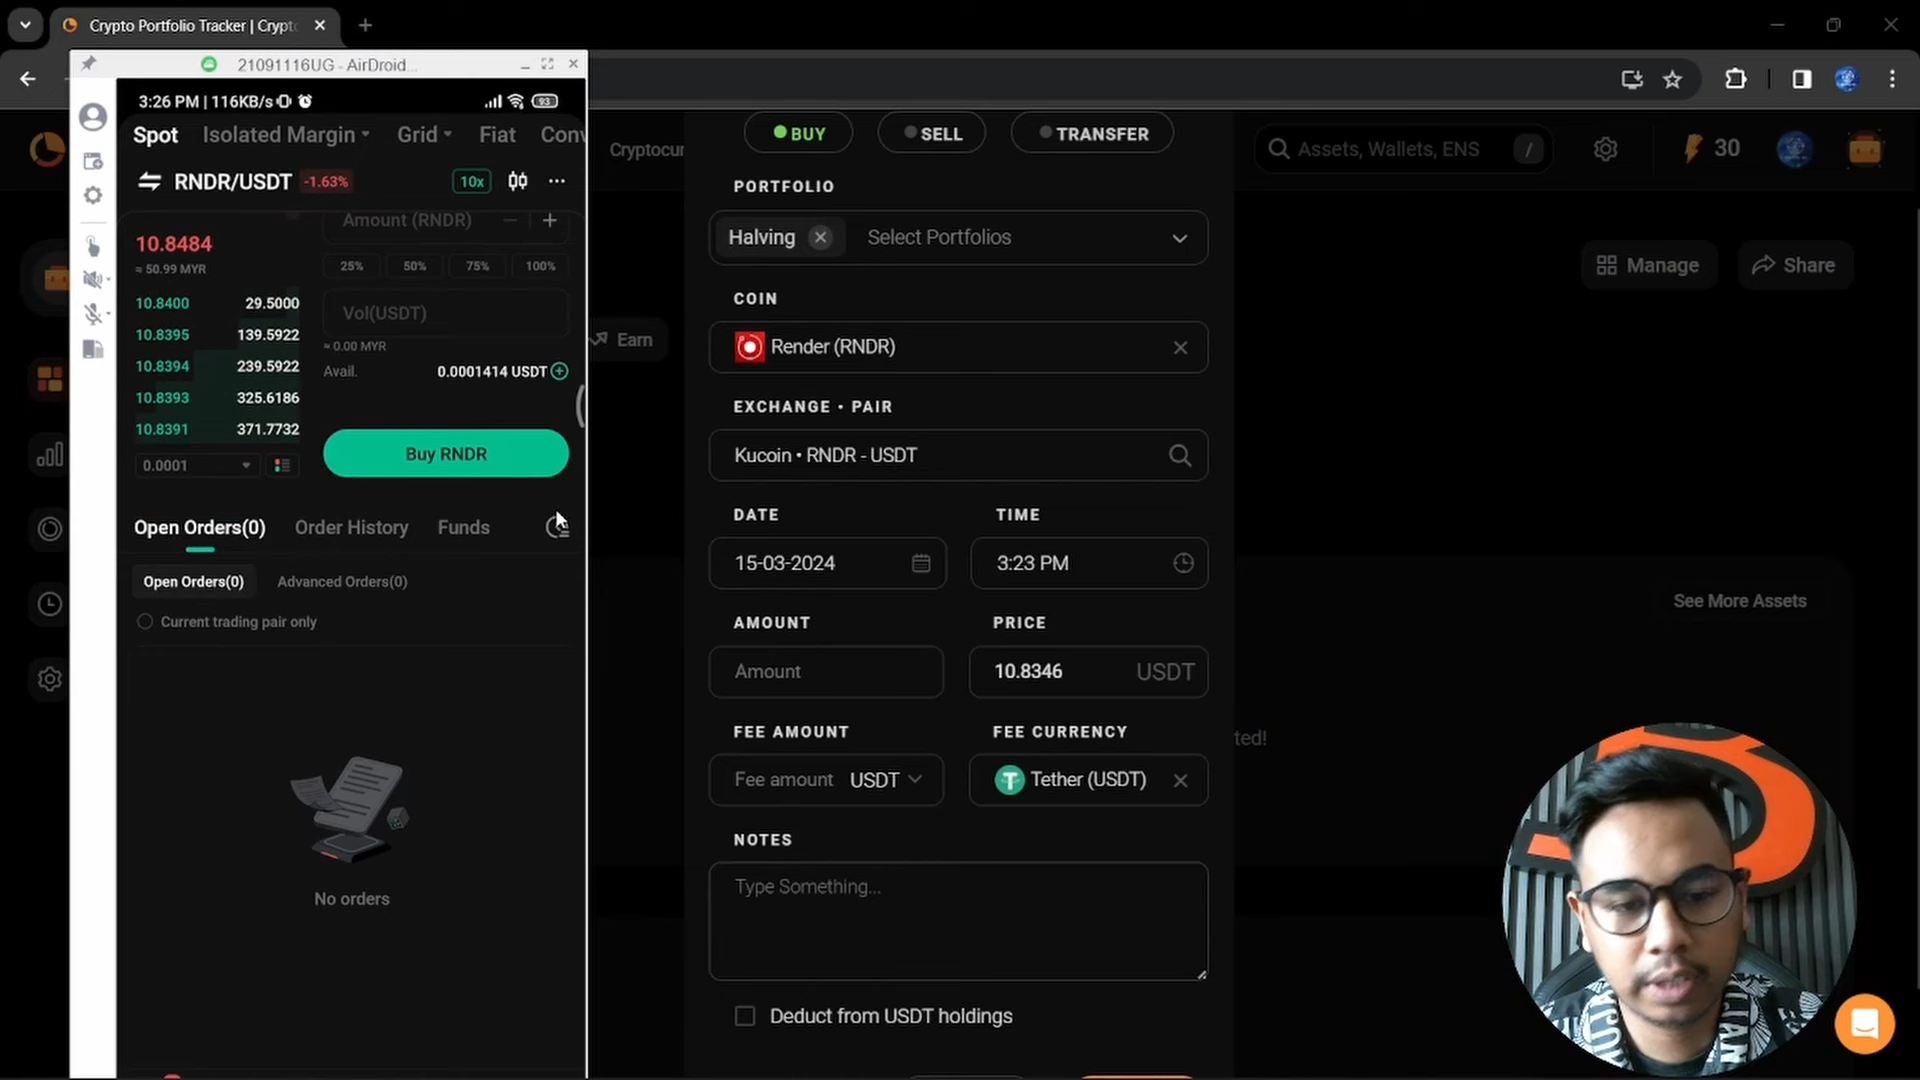 Crypto Portfolio Tracker | Crypt
21091116UG - AirDroid...
3:26 PM | 116KB/s
93
Spot
Isolated Margin
Grid
Fiat
Conv
RNDR/USDT
-1.63%
10x
10.8484
≈ 50.99 MYR
10.8400 29.5000
10.8395 139.5922
10.8394 239.5922
10.8393 325.6186
10.8391 371.7732
0.0001
Amount (RNDR)
25%
50%
75%
100%
Vol(USDT)
≈ 0.00 MYR
Avail.
0.0001414 USDT
Buy RNDR
Open Orders(0)
Order History
Funds
Open Orders(0)
Advanced Orders(0)
Current trading pair only
No orders
Cryptocur
Earn
BUY
SELL
TRANSFER
PORTFOLIO
Halving
Select Portfolios
COIN
Render (RNDR)
EXCHANGE • PAIR
Kucoin • RNDR - USDT
DATE
TIME
15-03-2024
3:23 PM
AMOUNT
PRICE
Amount
10.8346
USDT
FEE AMOUNT
FEE CURRENCY
Fee amount
USDT
Tether (USDT)
NOTES
Type Something...
Deduct from USDT holdings
Assets, Wallets, ENS
/
30
Manage
Share
See More Assets
ted!